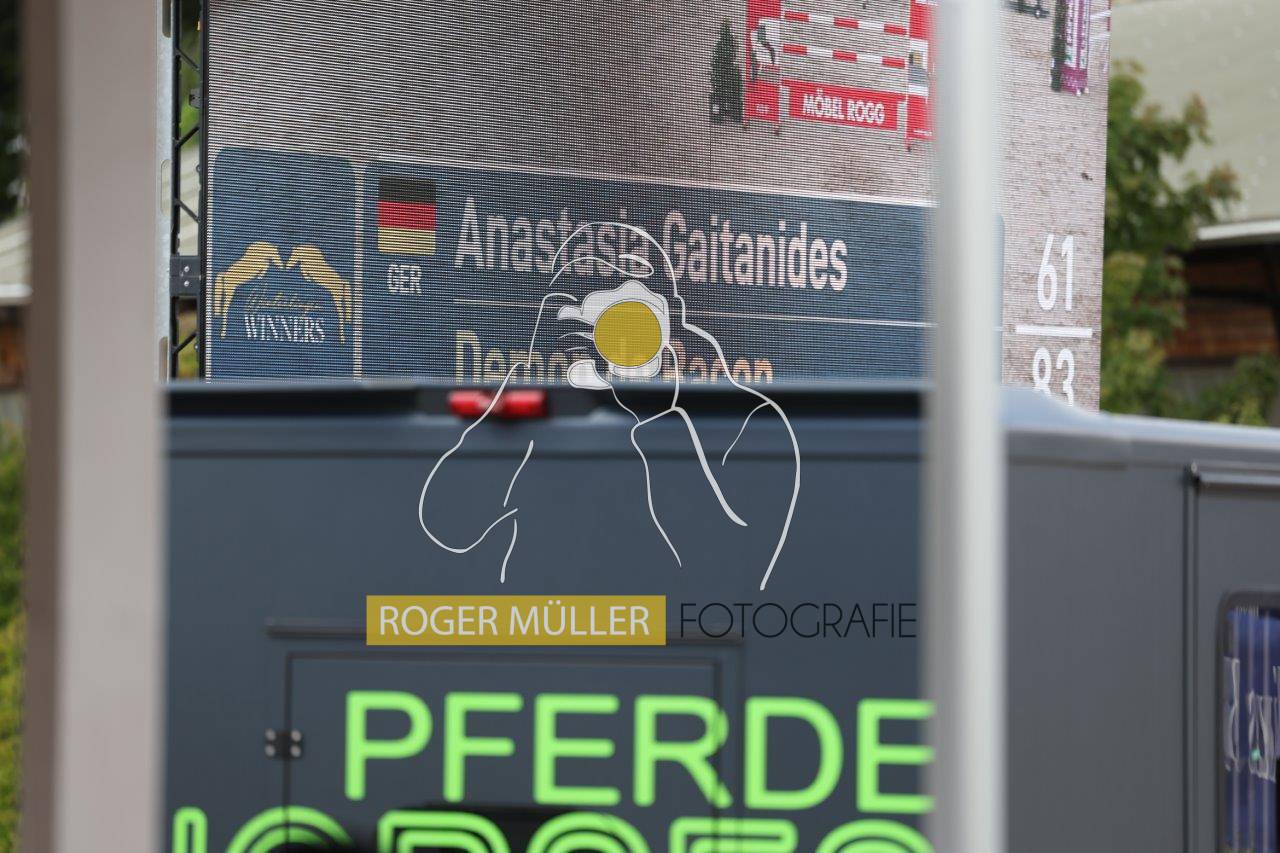 MÖBEL ROGG
Anastasia Gaitanides
GER
WINNERS
61
83
ROGER MÜLLER FOTOGRAFIE
PFERDE